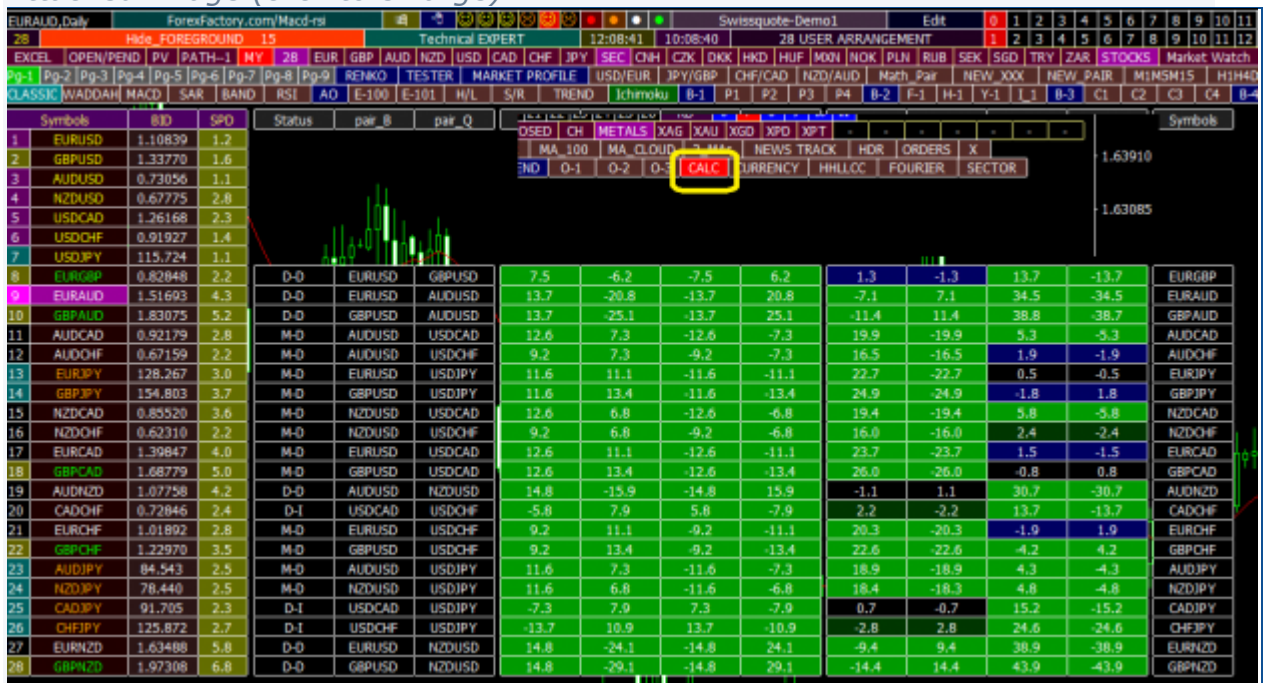 EURAUD,Daily ForexFactory.com/Macd-rsi Swissquote-Demo1 Edit 0 1 2 3 4 5 6 7 8 9 10 11
28 Hide_FOREGROUND 15 Technical EXPERT 12:08:41 10:08:40 28 USER ARRANGEMENT 1 2 3 4 5 6 7 8 9 10 11 12
EXCEL OPEN/PEND PV PATH--1 MY 28 EUR GBP AUD NZD USD CAD CHF JPY SEC CNH CZK DKK HKD HUF MXN NOK PLN RUB SEK SGD TRY ZAR STOCKS Market Watch
Pg-1 Pg-2 Pg-3 Pg-4 Pg-5 Pg-6 Pg-7 Pg-8 Pg-9 RENKO TESTER MARKET PROFILE USD/EUR JPY/GBP CHF/CAD NZD/AUD Math_Pair NEW_XXX NEW_PAIR M1M5M15 H1H4D
CLASSIC WADDAH MACD SAR BAND RSI AO E-100 E-101 H/L S/R TREND Ichimoku B-1 P1 P2 P3 P4 B-2 F-1 H-1 Y-1 I_1 B-3 C1 C2 C3 C4 B-4
Symbols BID SPD Status pair_B pair_Q Symbols
OSED CH METALS XAG XAU XGD XPD XPT
MA_100 MA_CLOUD NEWS TRACK HDR ORDERS X
END O-1 O-2 O-3 CALC CURRENCY HHLLCC FOURIER SECTOR
1.63910
1.63085
1 EURUSD 1.10839 1.2
2 GBPUSD 1.33770 1.6
3 AUDUSD 0.73056 1.1
4 NZDUSD 0.67775 2.8
5 USDCAD 1.26168 2.3
6 USDCHF 0.91927 1.4
7 USDJPY 115.724 1.1
8 EURGBP 0.82848 2.2 D-D EURUSD GBPUSD 7.5 -6.2 -7.5 6.2 1.3 -1.3 13.7 -13.7 EURGBP
9 EURAUD 1.51693 4.3 D-D EURUSD AUDUSD 13.7 -20.8 -13.7 20.8 -7.1 7.1 34.5 -34.5 EURAUD
10 GBPAUD 1.83075 5.2 D-D GBPUSD AUDUSD 13.7 -25.1 -13.7 25.1 -11.4 11.4 38.8 -38.7 GBPAUD
11 AUDCAD 0.92179 2.8 M-D AUDUSD USDCAD 12.6 7.3 -12.6 -7.3 19.9 -19.9 5.3 -5.3 AUDCAD
12 AUDCHF 0.67159 2.2 M-D AUDUSD USDCHF 9.2 7.3 -9.2 -7.3 16.5 -16.5 1.9 -1.9 AUDCHF
13 EURJPY 128.267 3.0 M-D EURUSD USDJPY 11.6 11.1 -11.6 -11.1 22.7 -22.7 0.5 -0.5 EURJPY
14 GBPJPY 154.803 3.7 M-D GBPUSD USDJPY 11.6 13.4 -11.6 -13.4 24.9 -24.9 -1.8 1.8 GBPJPY
15 NZDCAD 0.85520 3.6 M-D NZDUSD USDCAD 12.6 6.8 -12.6 -6.8 19.4 -19.4 5.8 -5.8 NZDCAD
16 NZDCHF 0.62310 2.2 M-D NZDUSD USDCHF 9.2 6.8 -9.2 -6.8 16.0 -16.0 2.4 -2.4 NZDCHF
17 EURCAD 1.39847 4.0 M-D EURUSD USDCAD 12.6 11.1 -12.6 -11.1 23.7 -23.7 1.5 -1.5 EURCAD
18 GBPCAD 1.68779 5.0 M-D GBPUSD USDCAD 12.6 13.4 -12.6 -13.4 26.0 -26.0 -0.8 0.8 GBPCAD
19 AUDNZD 1.07758 4.2 D-D AUDUSD NZDUSD 14.8 -15.9 -14.8 15.9 -1.1 1.1 30.7 -30.7 AUDNZD
20 CADCHF 0.72846 2.4 D-I USDCAD USDCHF -5.8 7.9 5.8 -7.9 2.2 -2.2 13.7 -13.7 CADCHF
21 EURCHF 1.01892 2.8 M-D EURUSD USDCHF 9.2 11.1 -9.2 -11.1 20.3 -20.3 -1.9 1.9 EURCHF
22 GBPCHF 1.22970 3.5 M-D GBPUSD USDCHF 9.2 13.4 -9.2 -13.4 22.6 -22.6 -4.2 4.2 GBPCHF
23 AUDJPY 84.543 2.5 M-D AUDUSD USDJPY 11.6 7.3 -11.6 -7.3 18.9 -18.9 4.3 -4.3 AUDJPY
24 NZDJPY 78.440 2.5 M-D NZDUSD USDJPY 11.6 6.8 -11.6 -6.8 18.4 -18.3 4.8 -4.8 NZDJPY
25 CADJPY 91.705 2.3 D-I USDCAD USDJPY -7.3 7.9 7.3 -7.9 0.7 -0.7 15.2 -15.2 CADJPY
26 CHFJPY 125.872 2.7 D-I USDCHF USDJPY -13.7 10.9 13.7 -10.9 -2.8 2.8 24.6 -24.6 CHFJPY
27 EURNZD 1.63488 5.8 D-D EURUSD NZDUSD 14.8 -24.1 -14.8 24.1 -9.4 9.4 38.9 -38.9 EURNZD
28 GBPNZD 1.97308 6.8 D-D GBPUSD NZDUSD 14.8 -29.1 -14.8 29.1 -14.4 14.4 43.9 -43.9 GBPNZD